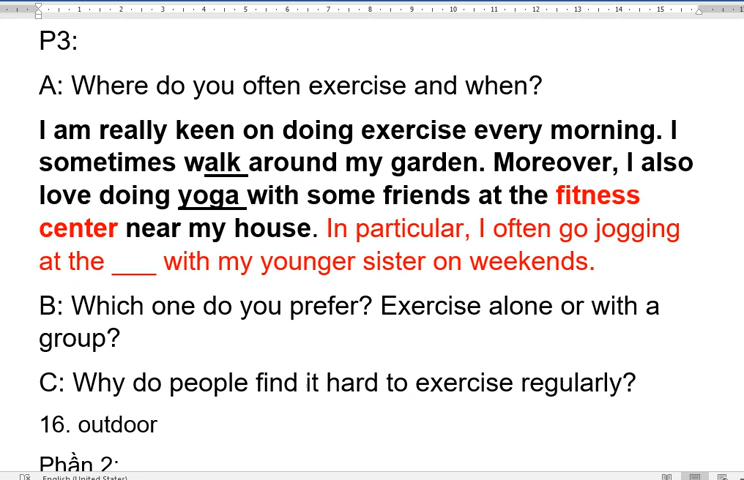 P3:
A: Where do you often exercise and when?
I am really keen on doing exercise every morning. I
sometimes walk around my garden. Moreover, I also
love doing yoga with some friends at the fitness
center near my house. In particular, I often go jogging
at the ___ with my younger sister on weekends.
B: Which one do you prefer? Exercise alone or with a
group?
C: Why do people find it hard to exercise regularly?
16. outdoor
Phần 2:
English (United States)